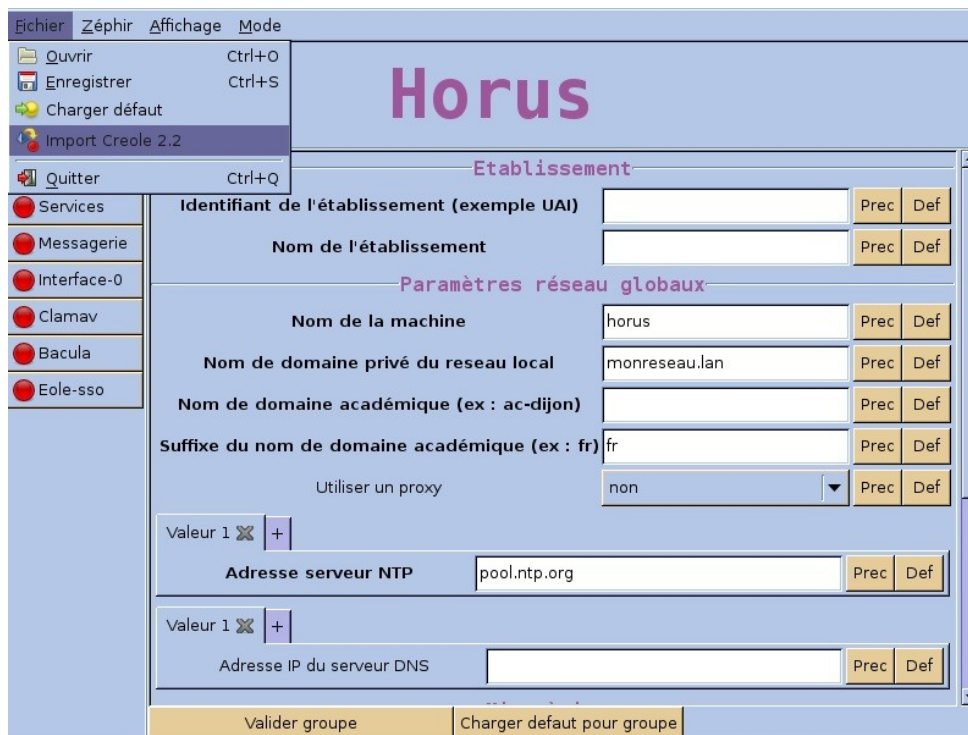 Fichier Zéphir Affichage Mode
Ouvrir Ctrl+O
Enregistrer Ctrl+S
Charger défaut
Import Creole 2.2
Quitter Ctrl+Q
Horus
Services
Messagerie
Interface-0
Clamav
Bacula
Eole-sso
Etablissement
Identifiant de l'établissement (exemple UAI) Prec Def
Nom de l'établissement Prec Def
Paramètres réseau globaux
Nom de la machine horus Prec Def
Nom de domaine privé du reseau local monreseau.lan Prec Def
Nom de domaine académique (ex : ac-dijon) Prec Def
Suffixe du nom de domaine académique (ex : fr) fr Prec Def
Utiliser un proxy non Prec Def
Valeur 1 +
Adresse serveur NTP pool.ntp.org Prec Def
Valeur 1 +
Adresse IP du serveur DNS Prec Def
Valider groupe Charger defaut pour groupe